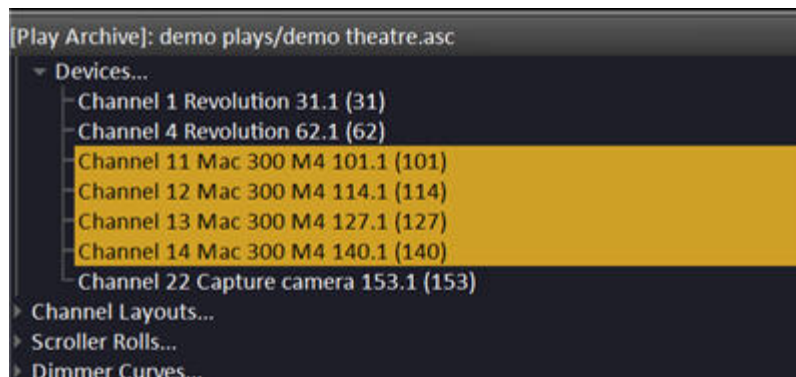 [Play Archive]: demo plays/demo theatre.asc
Devices...
Channel 1 Revolution 31.1 (31)
Channel 4 Revolution 62.1 (62)
Channel 11 Mac 300 M4 101.1 (101)
Channel 12 Mac 300 M4 114.1 (114)
Channel 13 Mac 300 M4 127.1 (127)
Channel 14 Mac 300 M4 140.1 (140)
Channel 22 Capture camera 153.1 (153)
Channel Layouts...
Scroller Rolls...
Dimmer Curves...